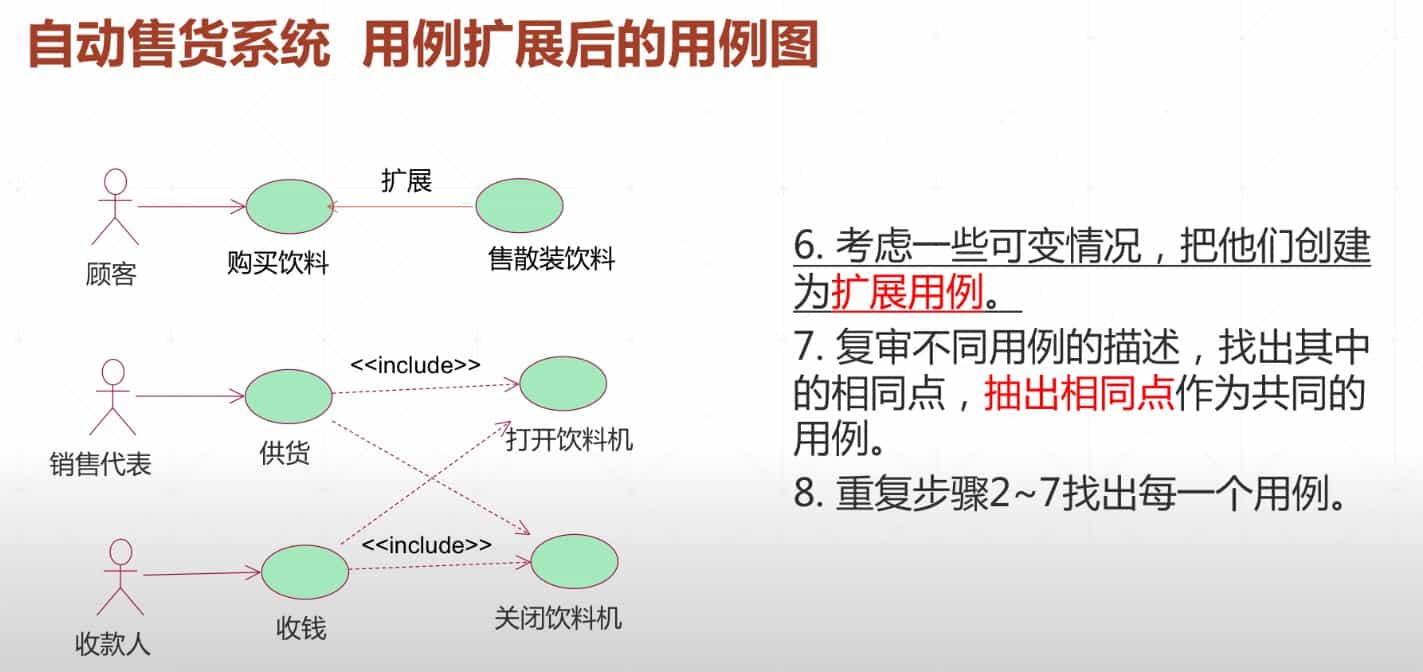 自动售货系统 用例扩展后的用例图
扩展
顾客
购买饮料
售散装饮料
<<include>>
销售代表
供货
打开饮料机
<<include>>
收款人
收钱
关闭饮料机
6. 考虑一些可变情况，把他们创建
为扩展用例。
7. 复审不同用例的描述，找出其中
的相同点，抽出相同点作为共同的
用例。
8. 重复步骤2~7找出每一个用例。